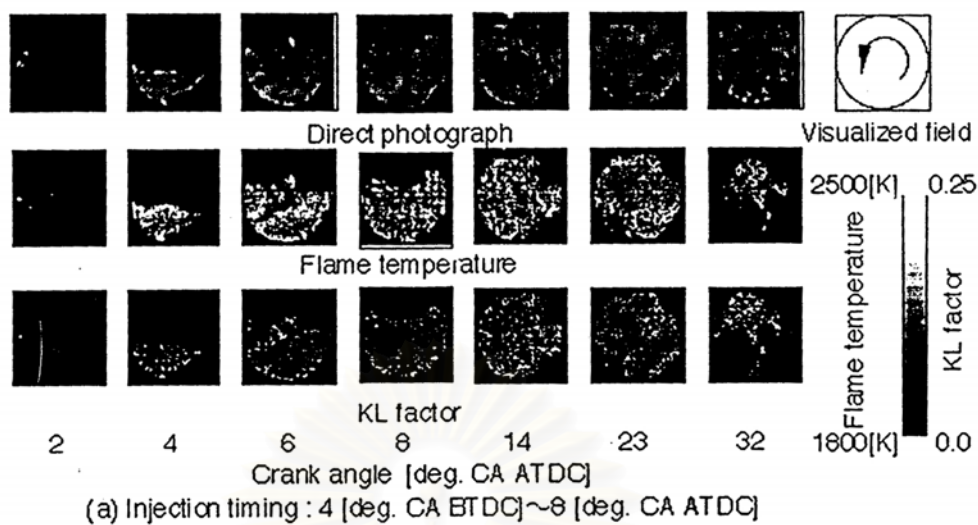 Direct photograph
Visualized field
2500[K]
0.25
Flame temperature
Flame temperature
KL factor
KL factor
1800[K]
0.0
2 4 6 8 14 23 32
Crank angle [deg. CA ATDC]
(a) Injection timing : 4 [deg. CA BTDC]~8 [deg. CA ATDC]